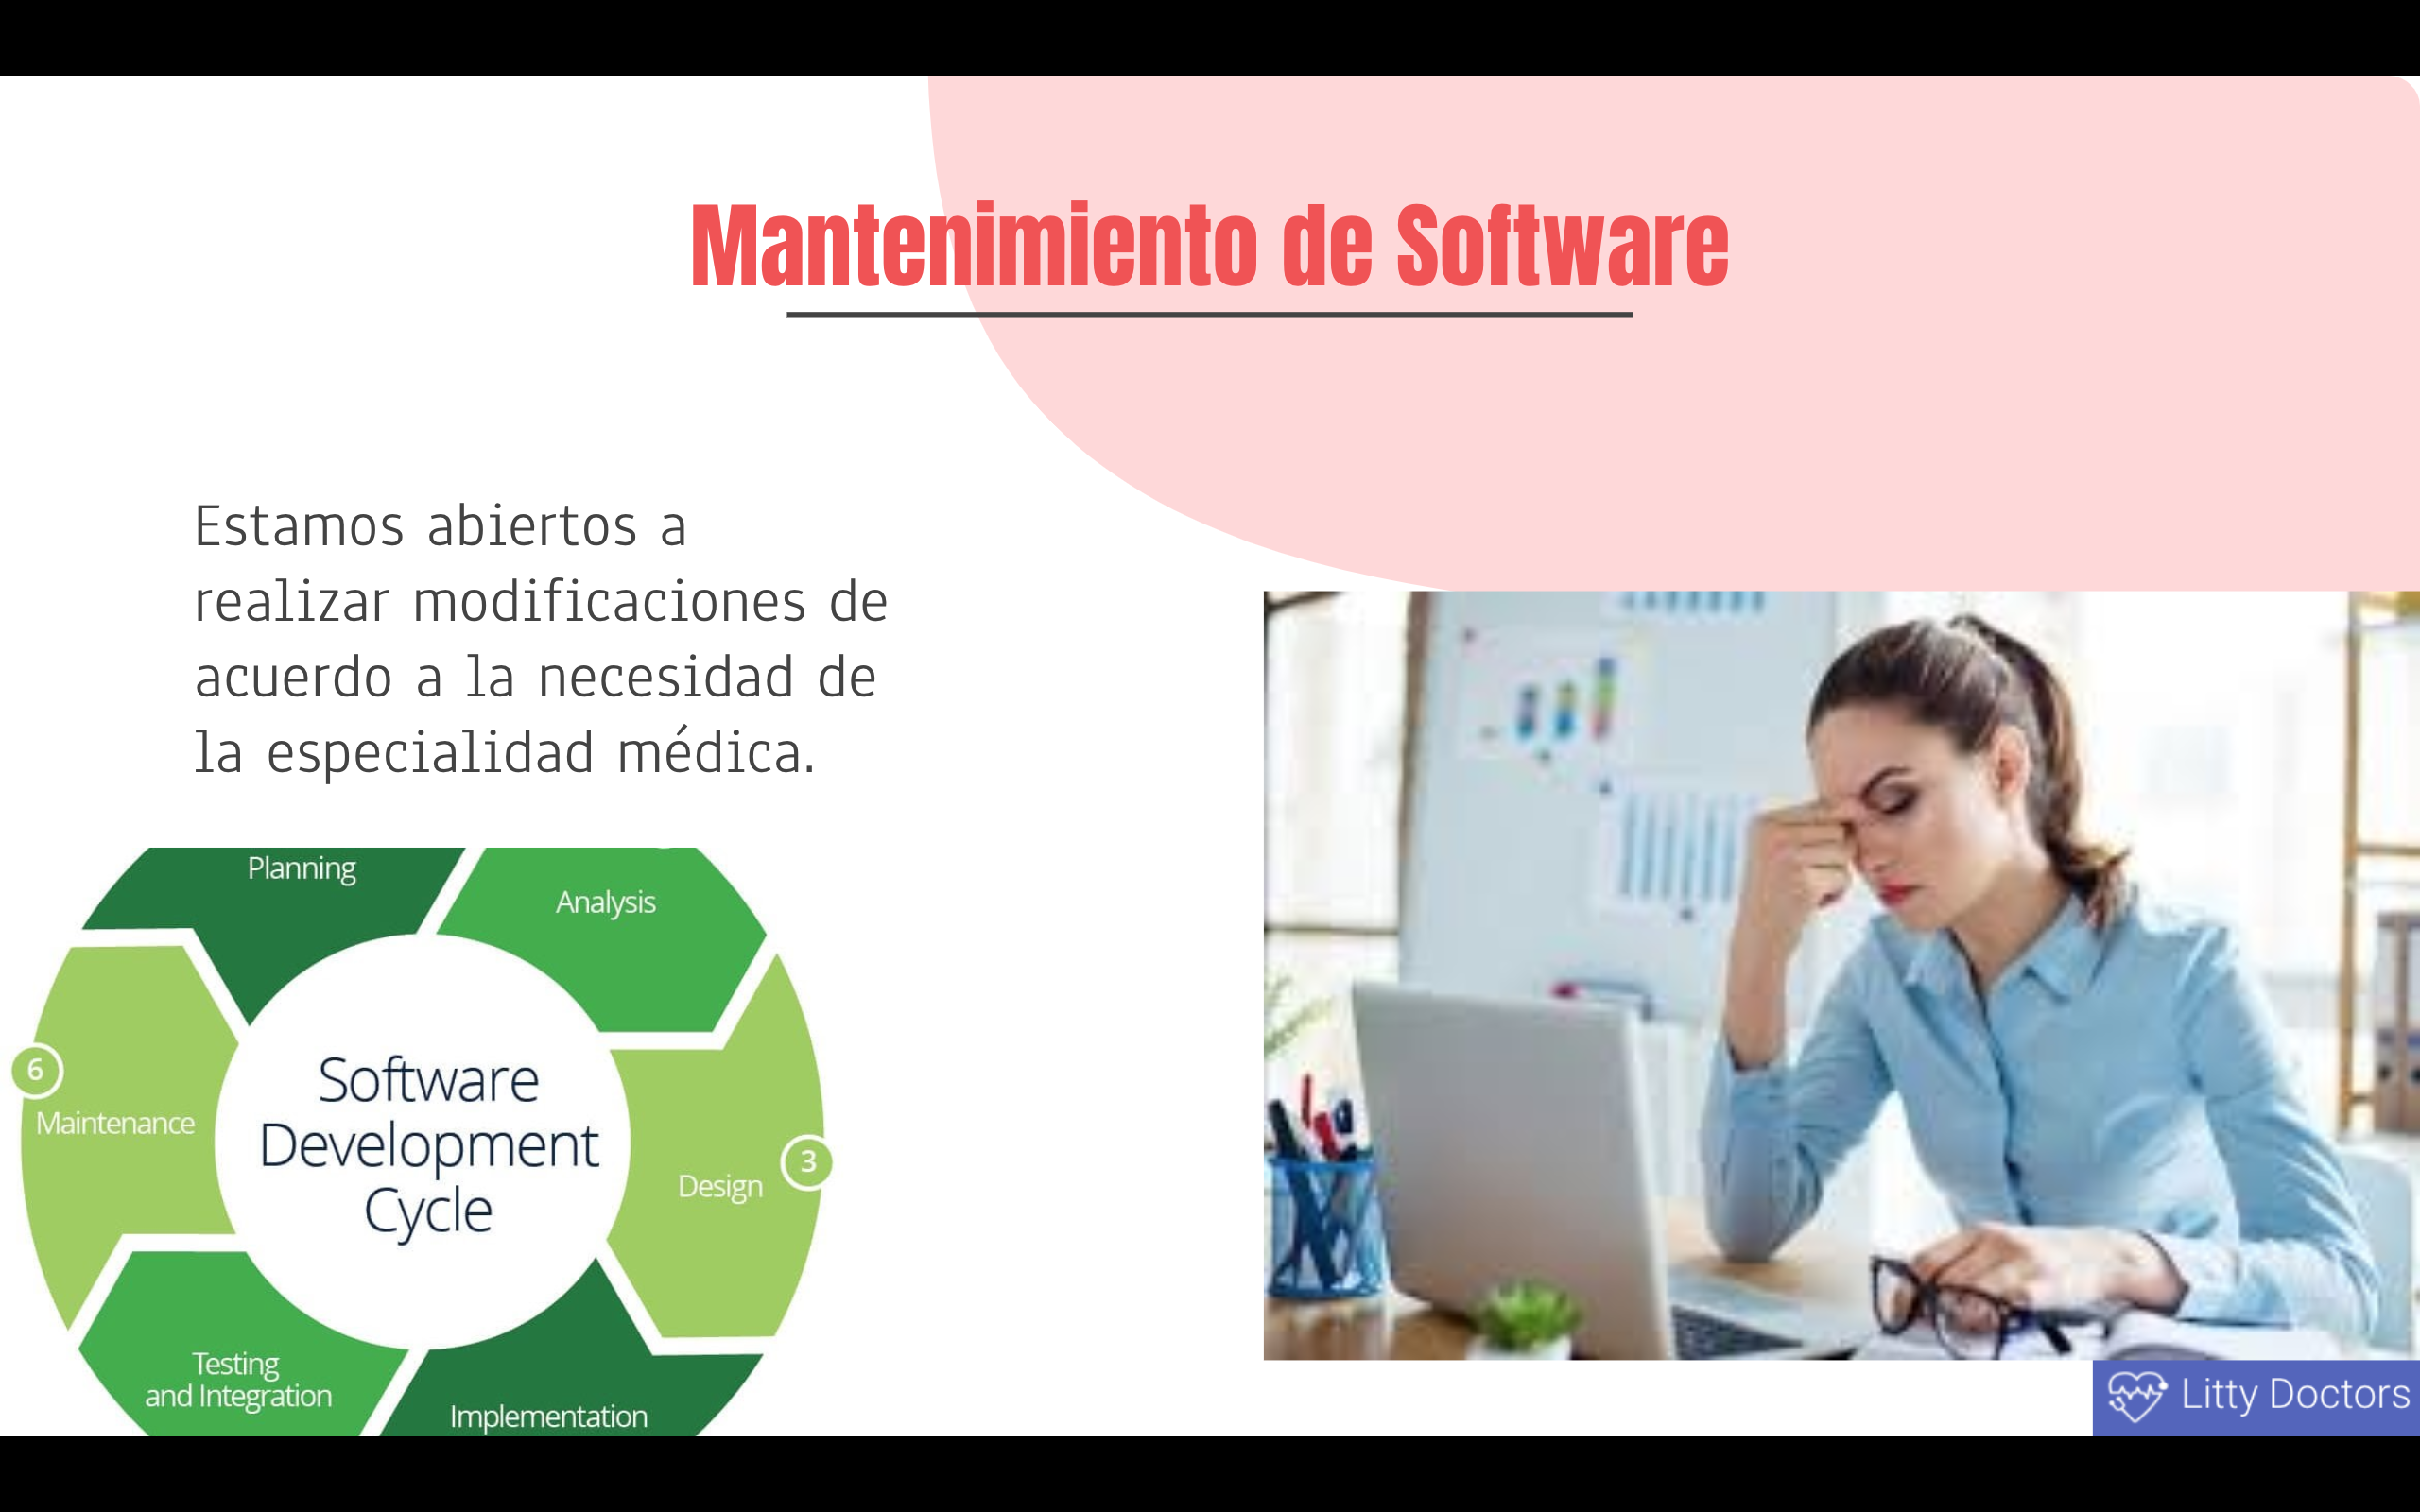 Mantenimiento de Software
Estamos abiertos a
realizar modificaciones de
acuerdo a la necesidad de
la especialidad médica.
Planning
Analysis
6
Maintenance
Software
Development
Cycle
3
Design
Testing
and Integration
Implementation
Litty Doctors